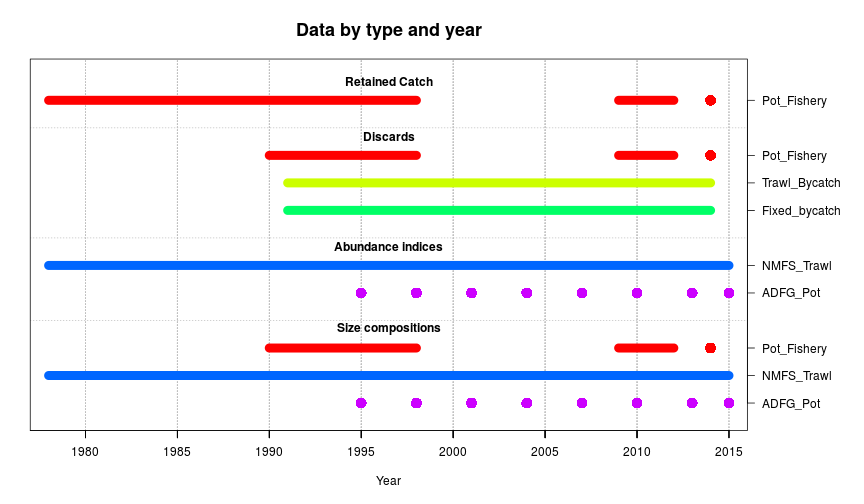 Data by type and year
Retained Catch
Pot_Fishery
Discards
Pot_Fishery
Trawl_Bycatch
Fixed_bycatch
Abundance indices
NMFS_Trawl
ADFG_Pot
Size compositions
Pot_Fishery
NMFS_Trawl
ADFG_Pot
1980 1985 1990 1995 2000 2005 2010 2015
Year